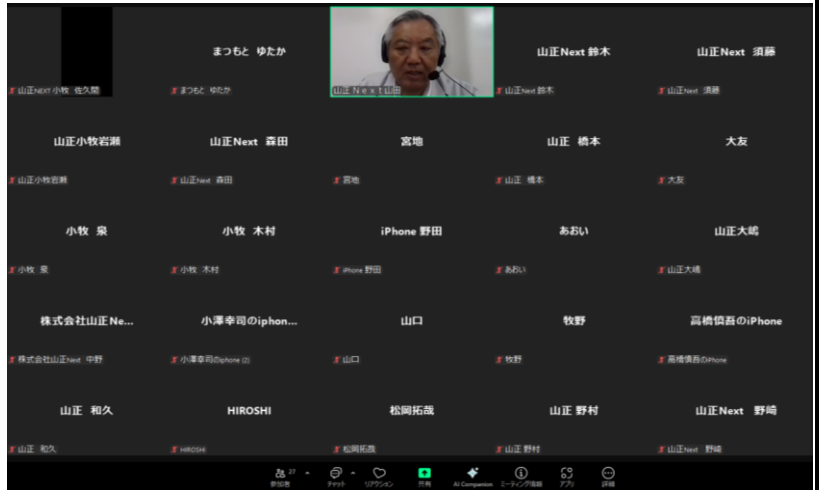 まつもと ゆたか
山正Next 鈴木
山正Next 須藤
山正NEXT 小牧 佐久間
まつもと ゆたか
山正Next山田
山正Next 鈴木
山正Next 須藤
山正小牧岩瀬
山正Next 森田
宮地
山正 橋本
大友
山正小牧岩瀬
山正Next 森田
宮地
山正 橋本
大友
小牧 泉
小牧 木村
iPhone 野田
あおい
山正大嶋
小牧 泉
小牧 木村
iPhone 野田
あおい
山正大嶋
株式会社山正Ne...
小澤幸司のiphon...
山口
牧野
高橋慎吾のiPhone
株式会社山正Next 中野
小澤幸司のiphone (2)
山口
牧野
高橋慎吾のiPhone
山正 和久
HIROSHI
松岡拓哉
山正 野村
山正Next 野崎
山正 和久
HIROSHI
松岡拓哉
山正 野村
山正Next 野崎
27
参加者
チャット
リアクション
共有
AI Companion
ミーティング情報
アプリ
詳細